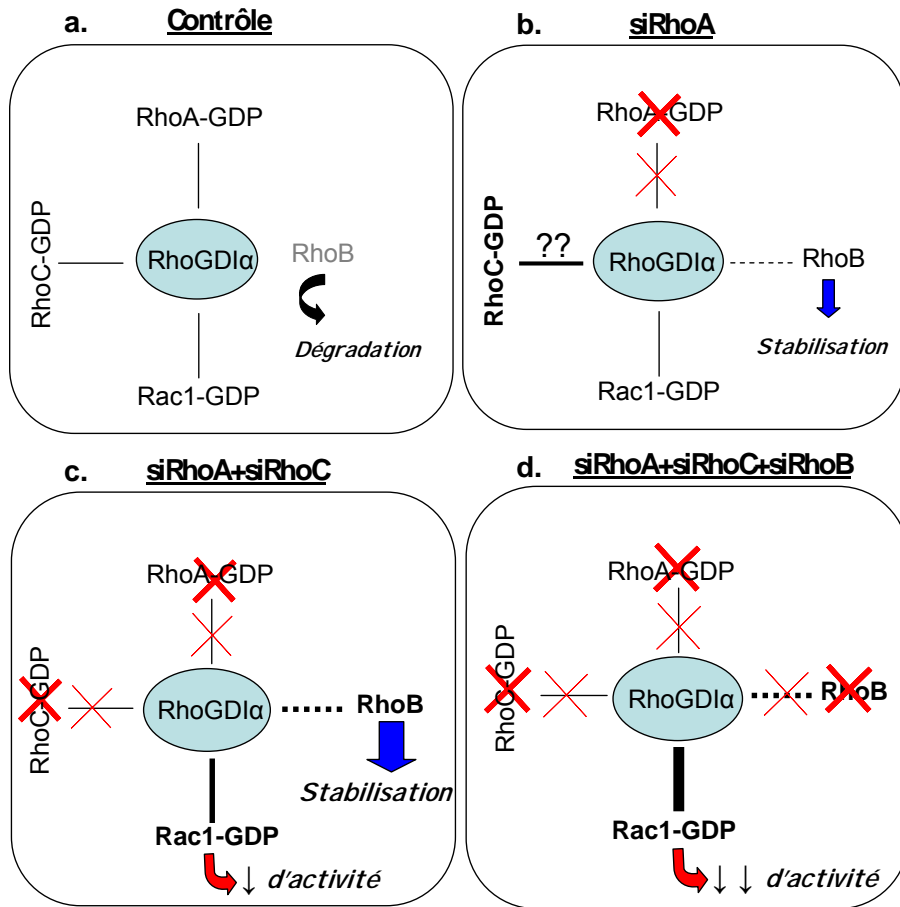 a. Contrôle
RhoA-GDP
RhoC-GDP
RhoGDIα
RhoB
Dégradation
Rac1-GDP
b. siRhoA
RhoA-GDP
RhoC-GDP
??
RhoGDIα
RhoB
Stabilisation
Rac1-GDP
c. siRhoA+siRhoC
RhoA-GDP
RhoC-GDP
RhoGDIα
RhoB
Stabilisation
Rac1-GDP
↓ d'activité
d. siRhoA+siRhoC+siRhoB
RhoA-GDP
RhoC-GDP
RhoGDIα
RhoB
Rac1-GDP
↓ ↓ d'activité